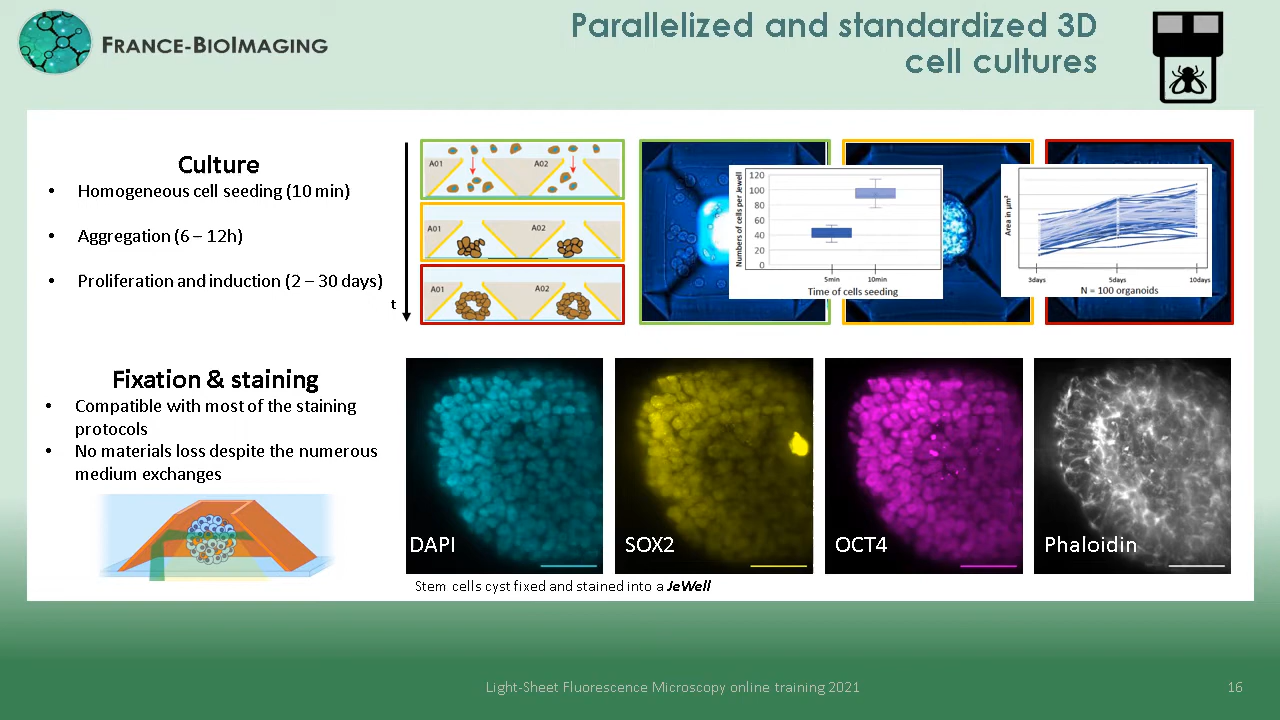 FRANCE-BIOIMAGING
Parallelized and standardized 3D
cell cultures
Culture
• Homogeneous cell seeding (10 min)
• Aggregation (6 – 12h)
• Proliferation and induction (2 – 30 days)
t
A01
A02
A01
A02
A01
A02
Numbers of cells per Jewell
120
100
80
60
40
20
0
5min
10min
Time of cells seeding
Area in µm³
3days
5days
10days
N = 100 organoids
Fixation & staining
• Compatible with most of the staining
protocols
• No materials loss despite the numerous
medium exchanges
DAPI
SOX2
OCT4
Phaloidin
Stem cells cyst fixed and stained into a JeWell
Light-Sheet Fluorescence Microscopy online training 2021
16